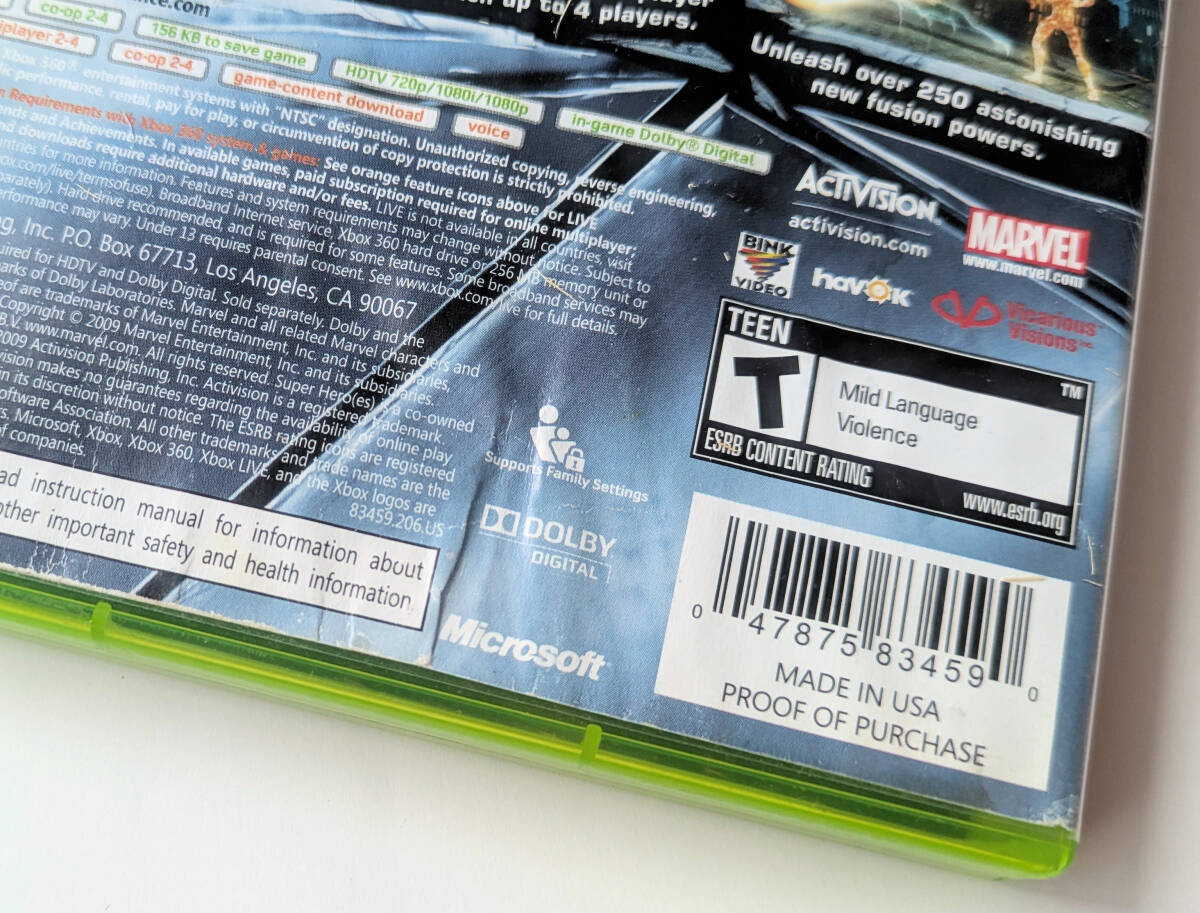 up to 4 players.
Unleash over 250 astonishing
new fusion powers.
co-op 2-4
156 KB to save game
HDTV 720p/1080i/1080p
in-game Dolby® Digital
2-4
co-op 2-4
game-content download
voice
Xbox 360® entertainment systems with "NTSC" designation. Unauthorized copying, reverse engineering,
performance, rental, pay for play, or circumvention of copy protection is strictly prohibited.
Requirements with Xbox 360 system & games: See orange feature icons above for LIVE
and Achievements. In available games, paid subscription required for online multiplayer;
downloads require additional hardware and/or fees. LIVE is not available in all countries, visit
for more information. Features and system requirements may change without notice. Subject to
Broadband Internet service, Xbox 360 hard drive or 256 MB memory unit or
Hard drive recommended, and is required for some features. Some broadband services may
may vary. Under 13 requires parental consent. See www.xbox.com/live for full details.
Inc. P.O. Box 67713, Los Angeles, CA 90067
for HDTV and Dolby Digital. Sold separately. Dolby and the
of Dolby Laboratories. Marvel and all related Marvel characters and
are trademarks of Marvel Entertainment, Inc. and its subsidiaries.
Copyright © 2009 Marvel Entertainment, Inc. and its subsidiaries.
B.V. www.marvel.com. All rights reserved. Super Hero(es) is a co-owned
2009 Activision Publishing, Inc. Activision is a registered trademark
makes no guarantees regarding the availability of online play
in its discretion without notice. The ESRB rating icons are registered
Software Association. All other trademarks and trade names are the
Microsoft, Xbox, Xbox 360, Xbox LIVE, and the Xbox logos are
of companies.
83459.206.US
instruction manual for information about
other important safety and health information.
Supports Family Settings
DOLBY
DIGITAL
Microsoft
ACTIVISION
activision.com
MARVEL
www.marvel.com
BINK
VIDEO
havok
Vicarious
Visions
TEEN
T
TM
Mild Language
Violence
ESRB CONTENT RATING
www.esrb.org
0 47875 83459 0
MADE IN USA
PROOF OF PURCHASE